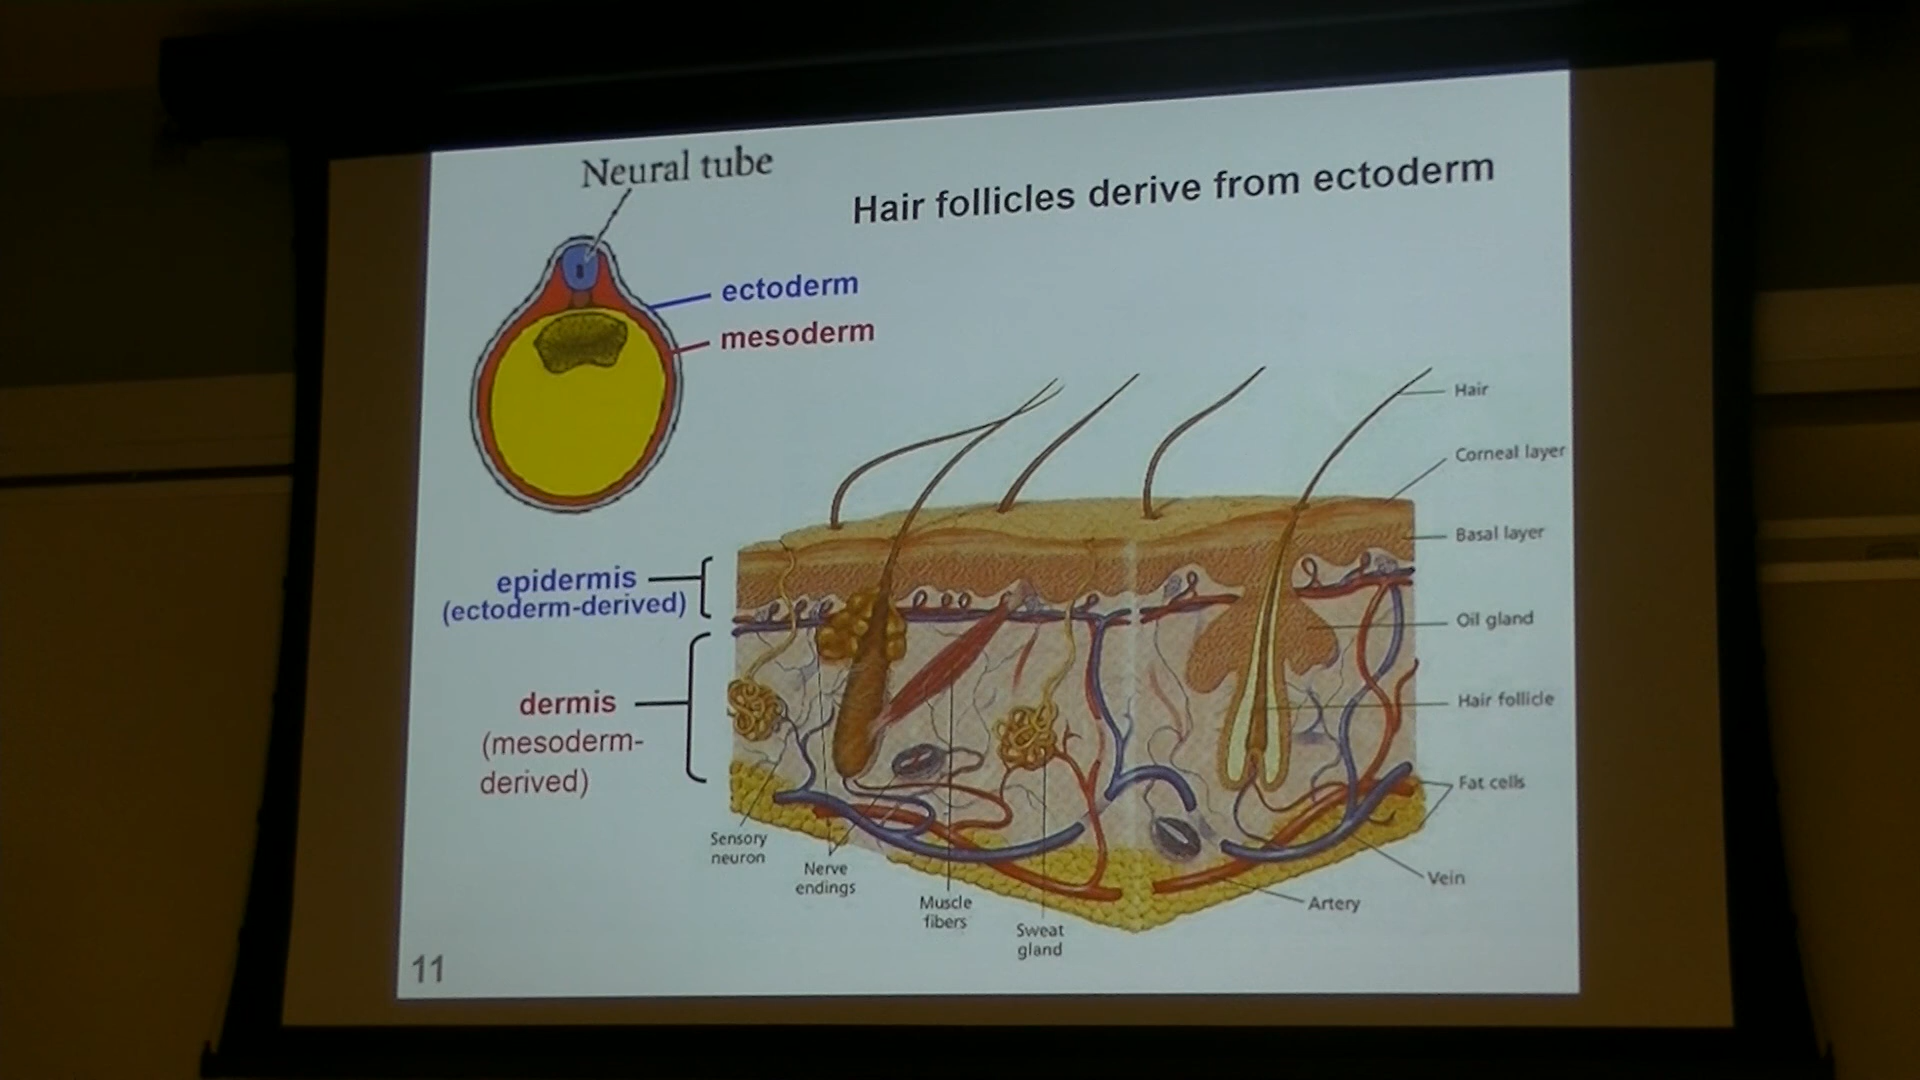 Neural tube
Hair follicles derive from ectoderm
ectoderm
mesoderm
Hair
Corneal layer
Basal layer
epidermis
(ectoderm-derived)
Oil gland
dermis
(mesoderm-
derived)
Hair follicle
Fat cells
Sensory
neuron
Nerve
endings
Muscle
fibers
Sweat
gland
Artery
Vein
11